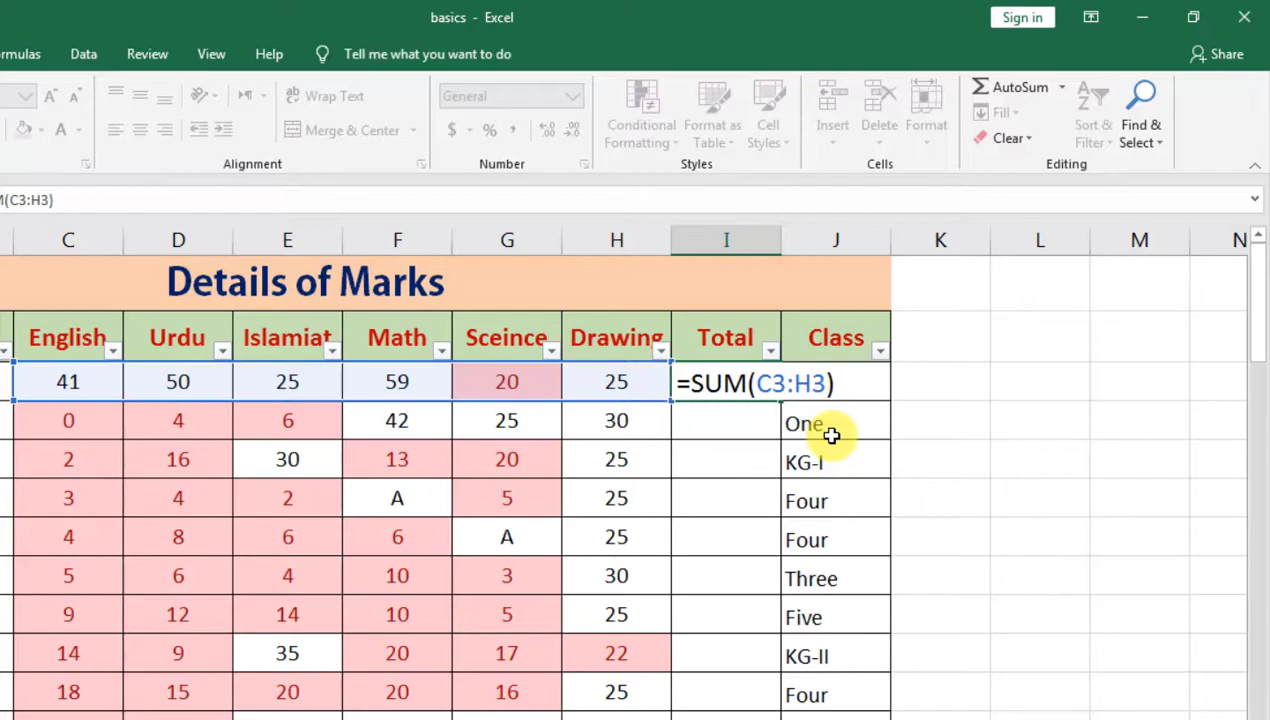 basics - Excel
Sign in
rmulas Data Review View Help Tell me what you want to do Share
General
Wrap Text
Merge & Center
$ % ,
Conditional Formatting
Format as Table
Cell Styles
Insert
Delete
Format
AutoSum
Fill
Clear
Sort & Filter
Find & Select
Alignment Number Styles Cells Editing
M(C3:H3)
C D E F G H I J K L M N
Details of Marks
English Urdu Islamiat Math Sceince Drawing Total Class
41 50 25 59 20 25 =SUM(C3:H3)
0 4 6 42 25 30 One
2 16 30 13 20 25 KG-I
3 4 2 A 5 25 Four
4 8 6 6 A 25 Four
5 6 4 10 3 30 Three
9 12 14 10 5 25 Five
14 9 35 20 17 22 KG-II
18 15 20 20 16 25 Four